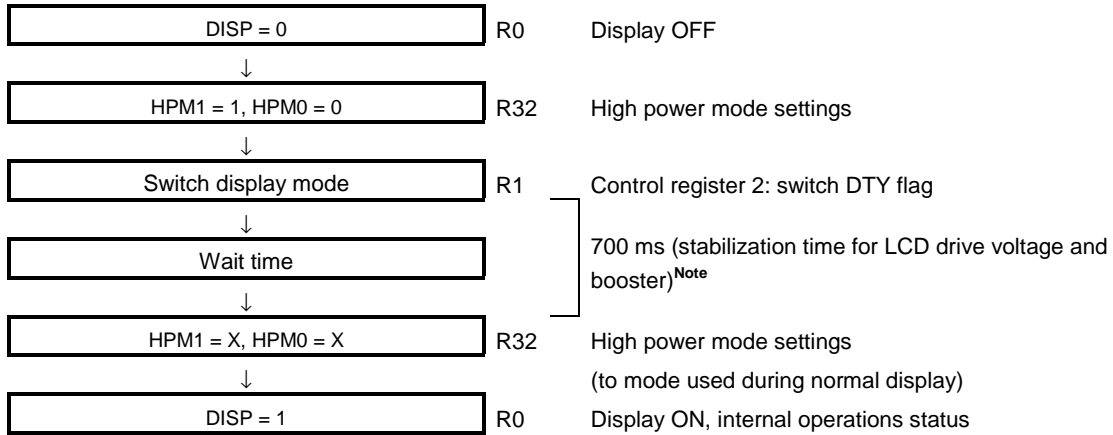 DISP = 0 R0 Display OFF
↓
HPM1 = 1, HPM0 = 0 R32 High power mode settings
↓
Switch display mode R1 Control register 2: switch DTY flag
↓
700 ms (stabilization time for LCD drive voltage and
Wait time
booster)Note
↓
HPM1 = X, HPM0 = X R32 High power mode settings
↓ (to mode used during normal display)
DISP = 1 R0 Display ON, internal operations status